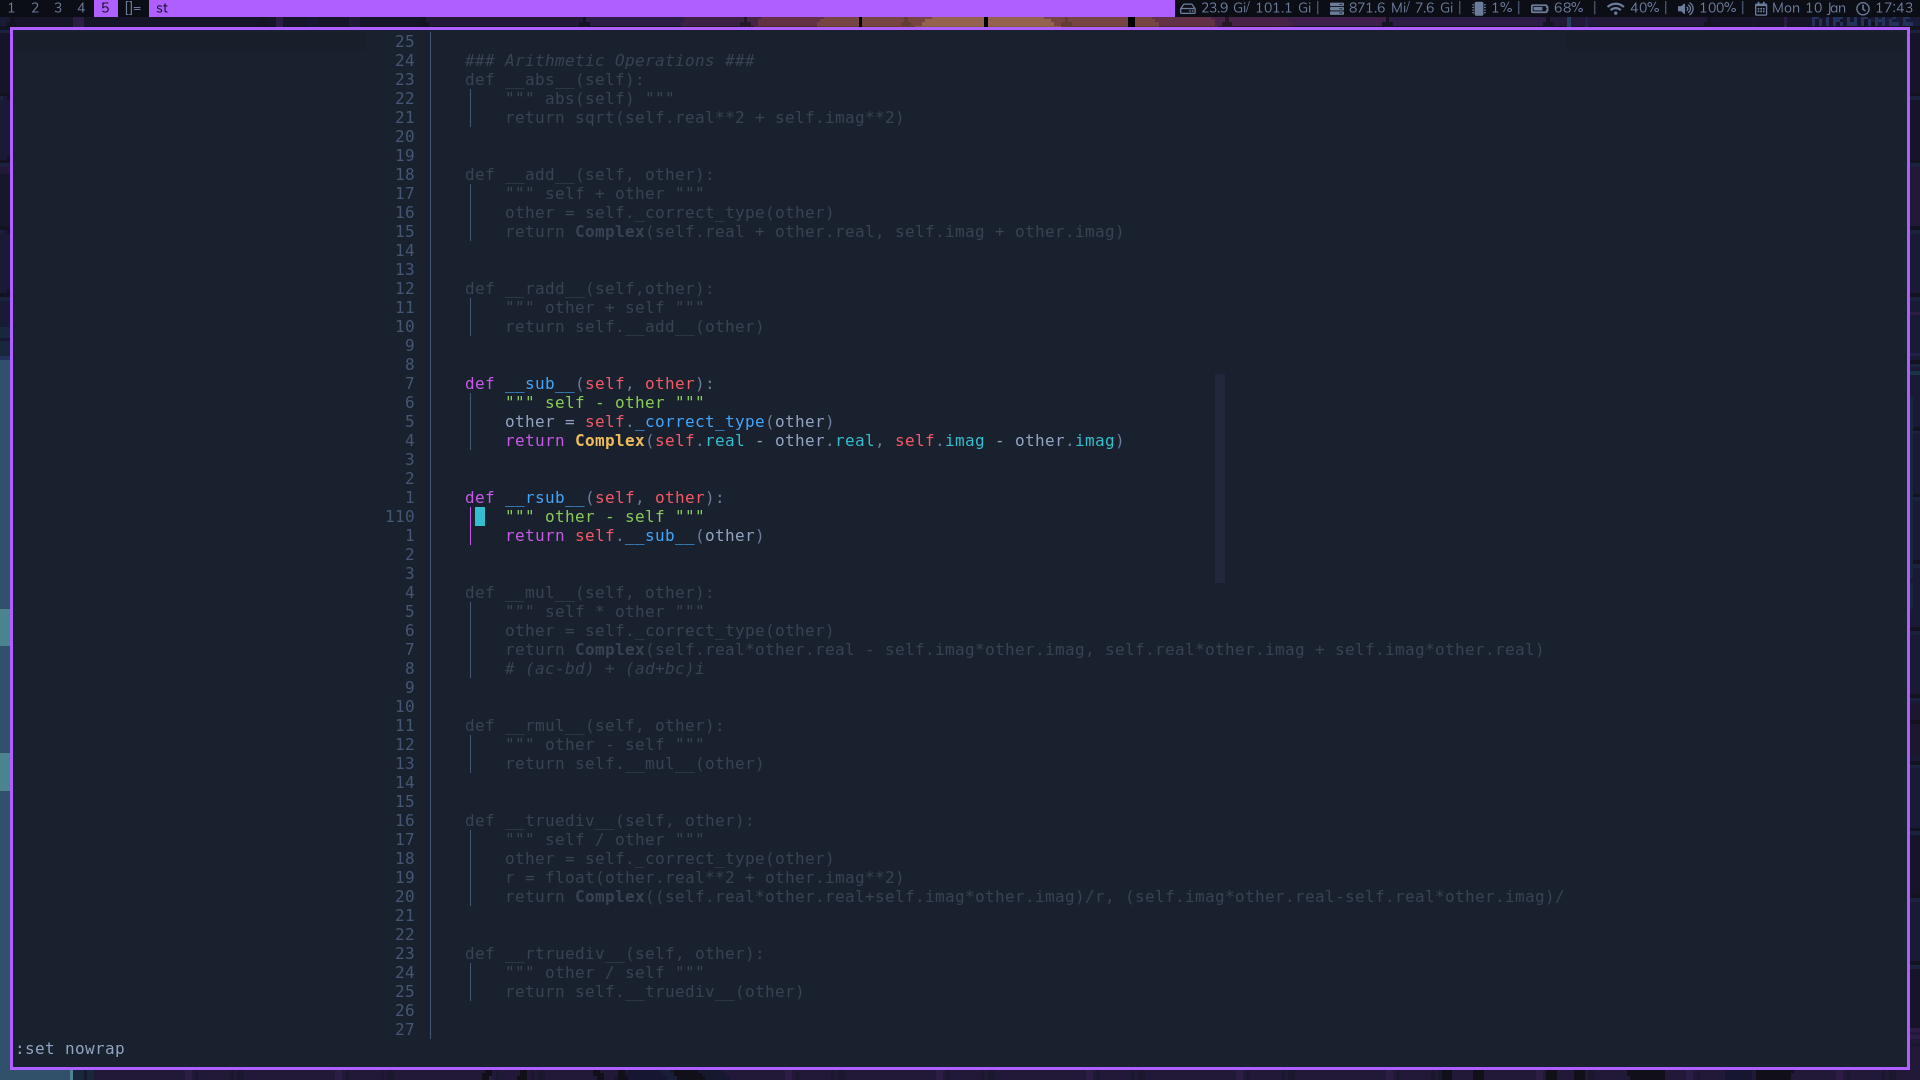 1 2 3 4 5 []= st 23.9 Gi/ 101.1 Gi | 871.6 Mi/ 7.6 Gi | 1% | 68% | 40% | 100% | Mon 10 Jan 17:43
25
24 ### Arithmetic Operations ###
23 def __abs__(self):
22 """ abs(self) """
21 return sqrt(self.real**2 + self.imag**2)
20
19
18 def __add__(self, other):
17 """ self + other """
16 other = self._correct_type(other)
15 return Complex(self.real + other.real, self.imag + other.imag)
14
13
12 def __radd__(self,other):
11 """ other + self """
10 return self.__add__(other)
9
8
7 def __sub__(self, other):
6 """ self - other """
5 other = self._correct_type(other)
4 return Complex(self.real - other.real, self.imag - other.imag)
3
2
1 def __rsub__(self, other):
110 """ other - self """
1 return self.__sub__(other)
2
3
4 def __mul__(self, other):
5 """ self * other """
6 other = self._correct_type(other)
7 return Complex(self.real*other.real - self.imag*other.imag, self.real*other.imag + self.imag*other.real)
8 # (ac-bd) + (ad+bc)i
9
10
11 def __rmul__(self, other):
12 """ other - self """
13 return self.__mul__(other)
14
15
16 def __truediv__(self, other):
17 """ self / other """
18 other = self._correct_type(other)
19 r = float(other.real**2 + other.imag**2)
20 return Complex((self.real*other.real+self.imag*other.imag)/r, (self.imag*other.real-self.real*other.imag)/
21
22
23 def __rtruediv__(self, other):
24 """ other / self """
25 return self.__truediv__(other)
26
27
:set nowrap